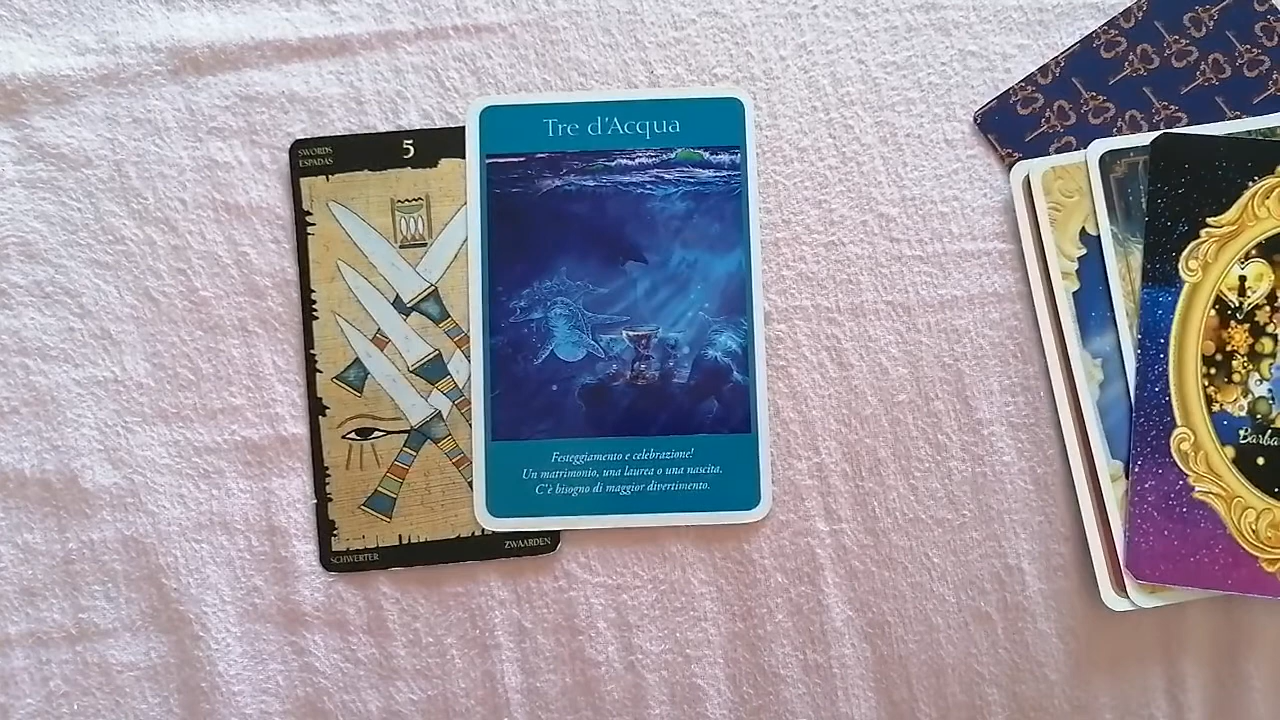 SWORDS
ESPADAS
5
SCHWERTER
ZWAARDEN
Tre d'Acqua
Festeggiamento e celebrazione!
Un matrimonio, una laurea o una nascita.
C'è bisogno di maggior divertimento.
Barba